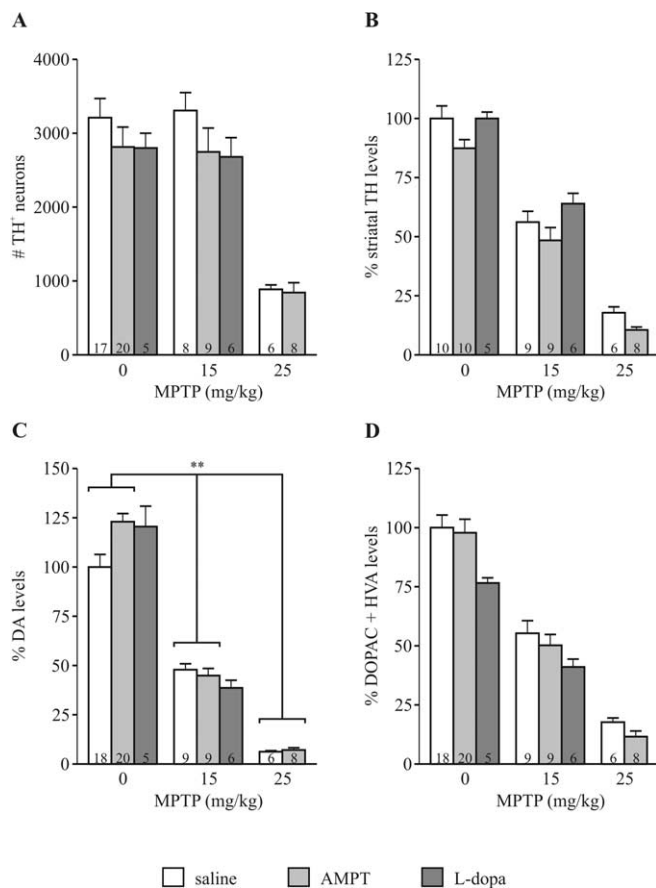 A
# TH+ neurons
4000
3000
2000
1000
0
17 20 5 8 9 6 6 8
0 15 25
MPTP (mg/kg)
B
% striatal TH levels
125
100
75
50
25
0
10 10 5 9 9 6 6 8
0 15 25
MPTP (mg/kg)
C
% DA levels
150
125
100
75
50
25
0
**
18 20 5 9 9 6 6 8
0 15 25
MPTP (mg/kg)
D
% DOPAC + HVA levels
125
100
75
50
25
0
18 20 5 9 9 6 6 8
0 15 25
MPTP (mg/kg)
saline AMPT L-dopa